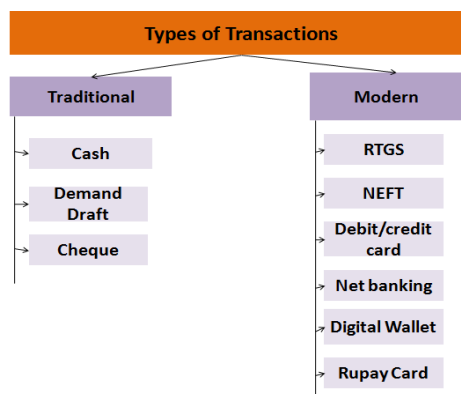 Types of Transactions
Traditional
Cash
Demand
Draft
Cheque
Modern
RTGS
NEFT
Debit/credit
card
Net banking
Digital Wallet
Rupay Card